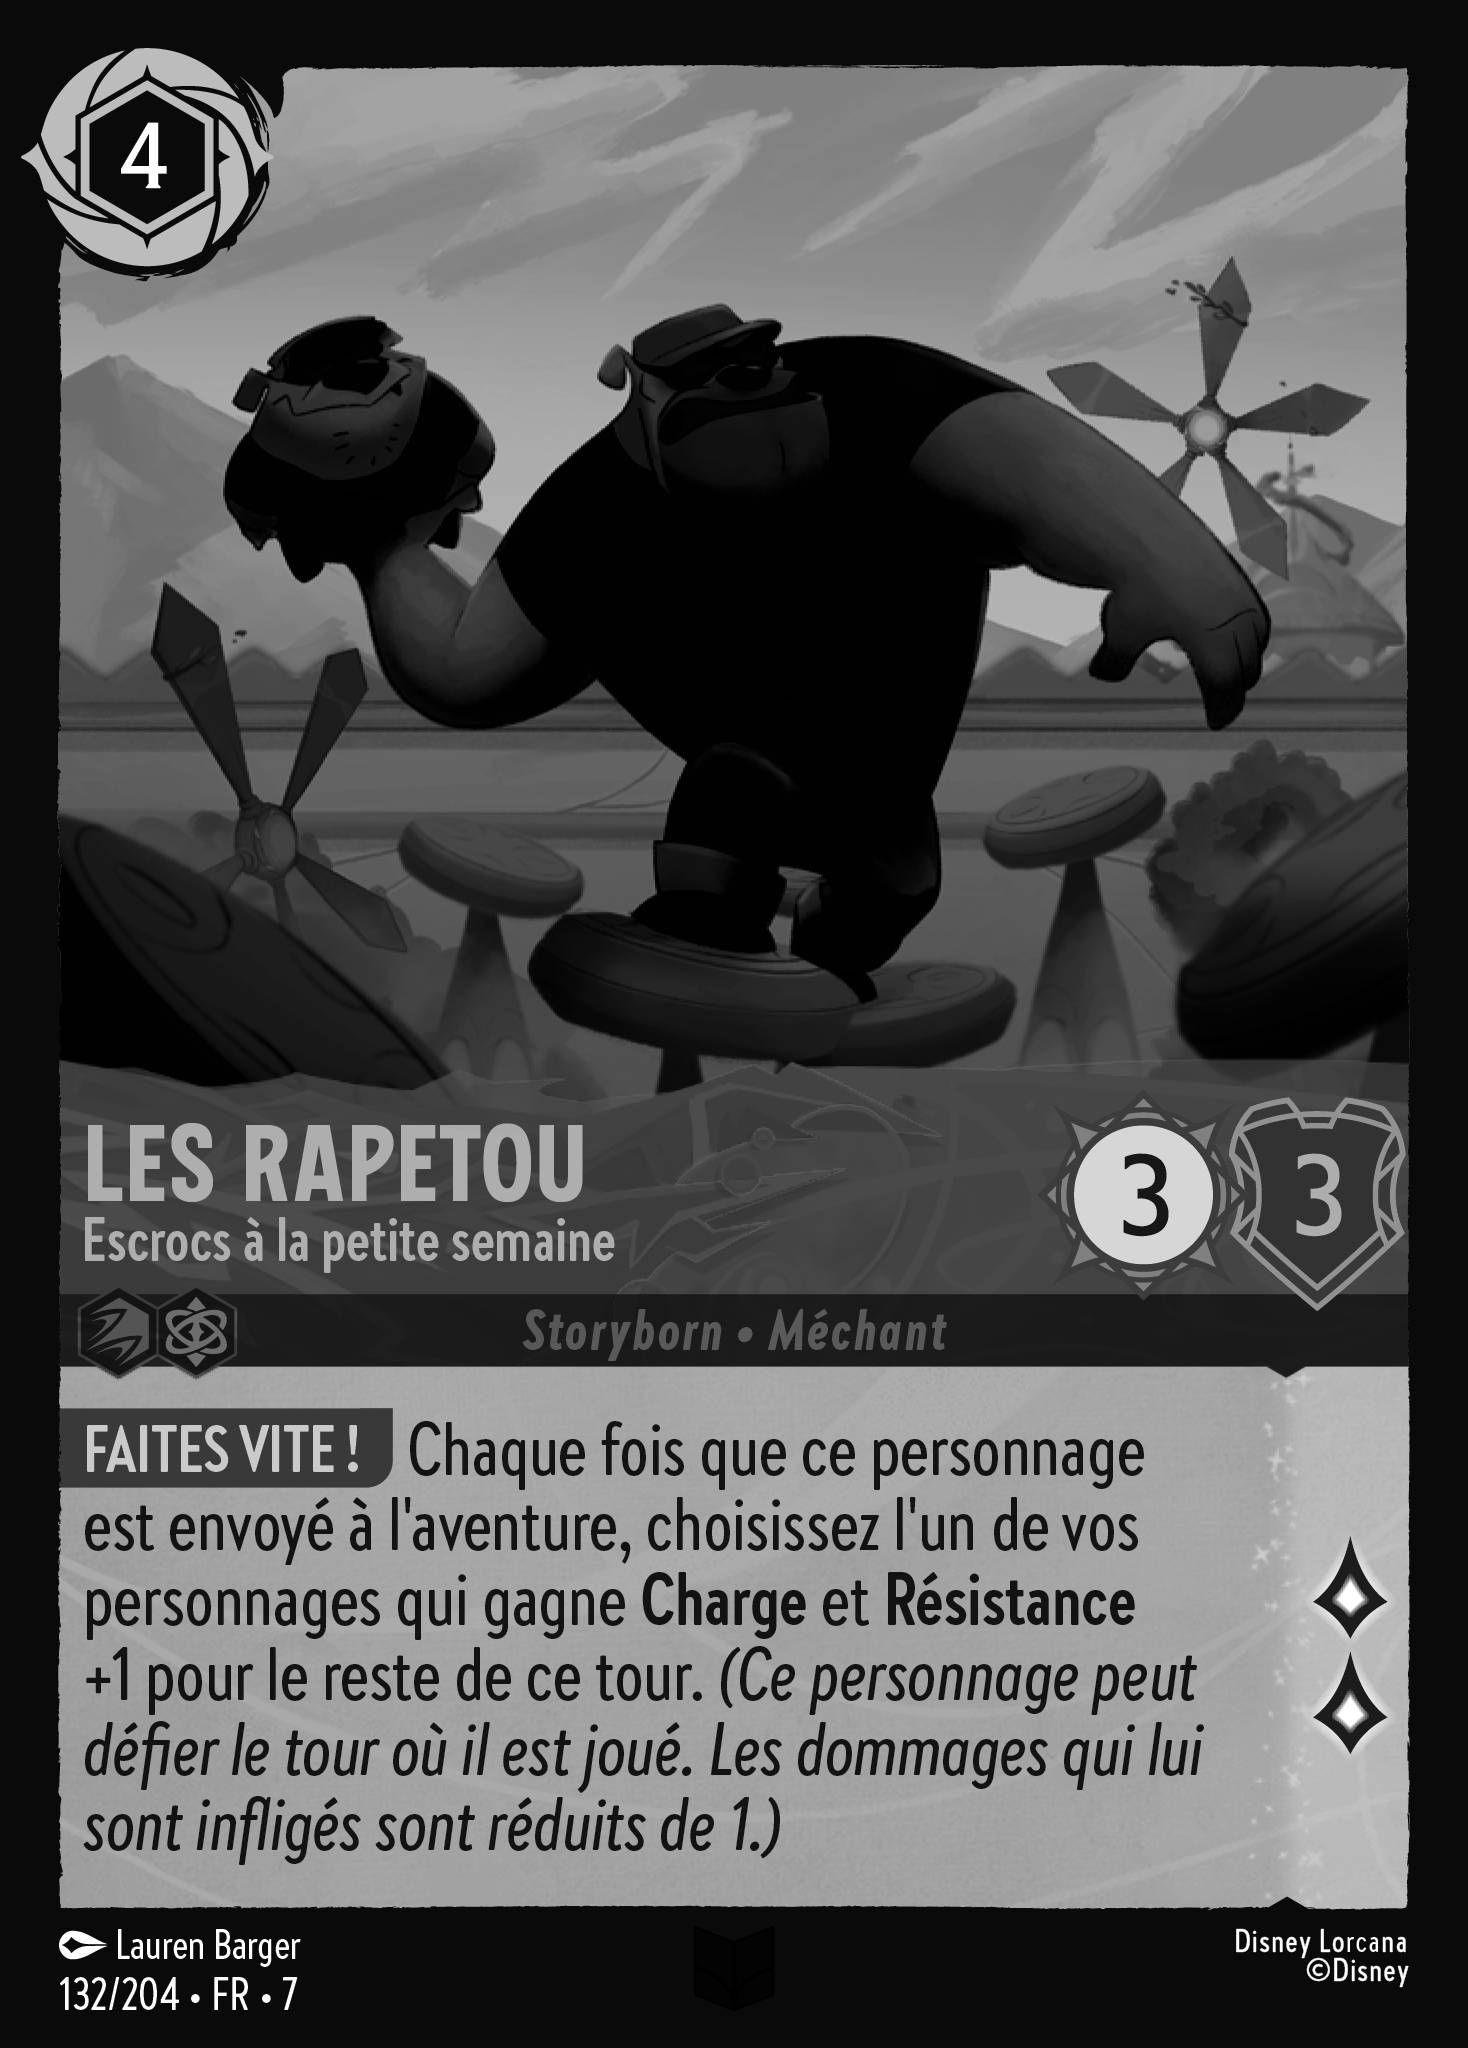 4
LES RAPETOU
Escrocs à la petite semaine
3
3
Storyborn • Méchant
FAITES VITE ! Chaque fois que ce personnage
est envoyé à l'aventure, choisissez l'un de vos
personnages qui gagne Charge et Résistance
+1 pour le reste de ce tour. (Ce personnage peut
défier le tour où il est joué. Les dommages qui lui
sont infligés sont réduits de 1.)
Lauren Barger
132/204 • FR • 7
Disney Lorcana
©Disney